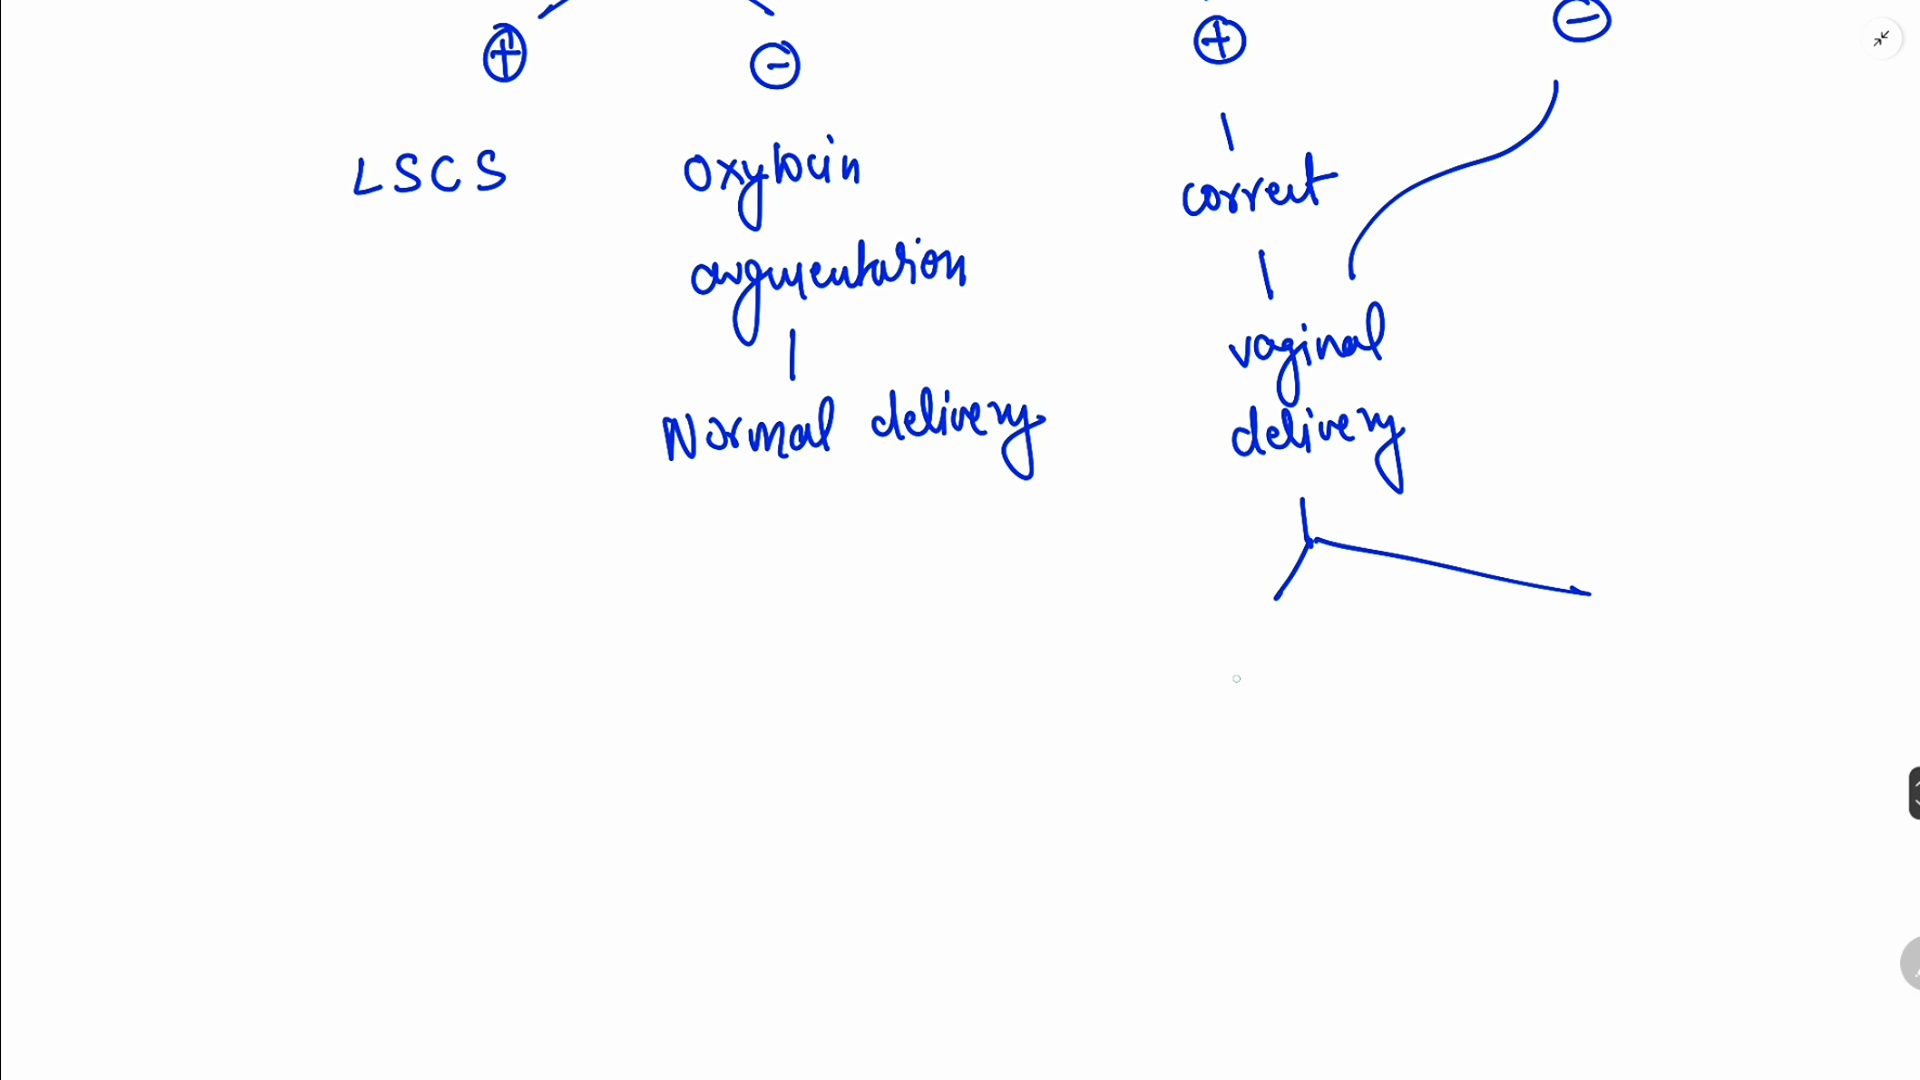 + - + -
LSCS
Oxytocin
augmentation
Normal delivery
correct
vaginal
delivery